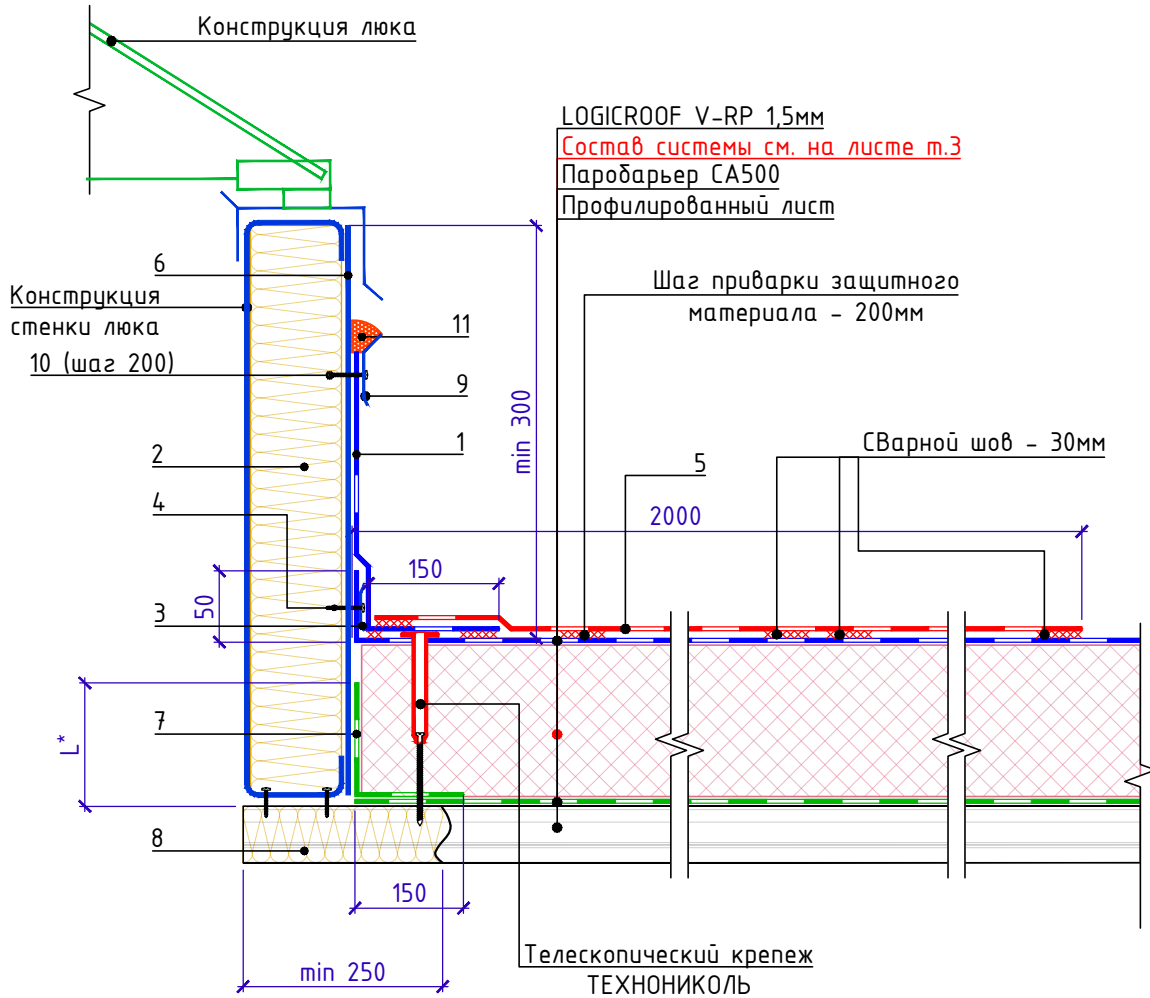 Конструкция люка
LOGICROOF V-RP 1,5мм
Состав системы см. на листе т.3
Паробарьер СА500
Профилированный лист
6
Конструкция
стенки люка
Шаг приварки защитного
материала - 200мм
11
10 (шаг 200)
9
min 300
1
СВарной шов - 30мм
2
5
4
2000
150
50
3
7
L*
8
150
min 250
Телескопический крепеж
ТЕХНОНИКОЛЬ